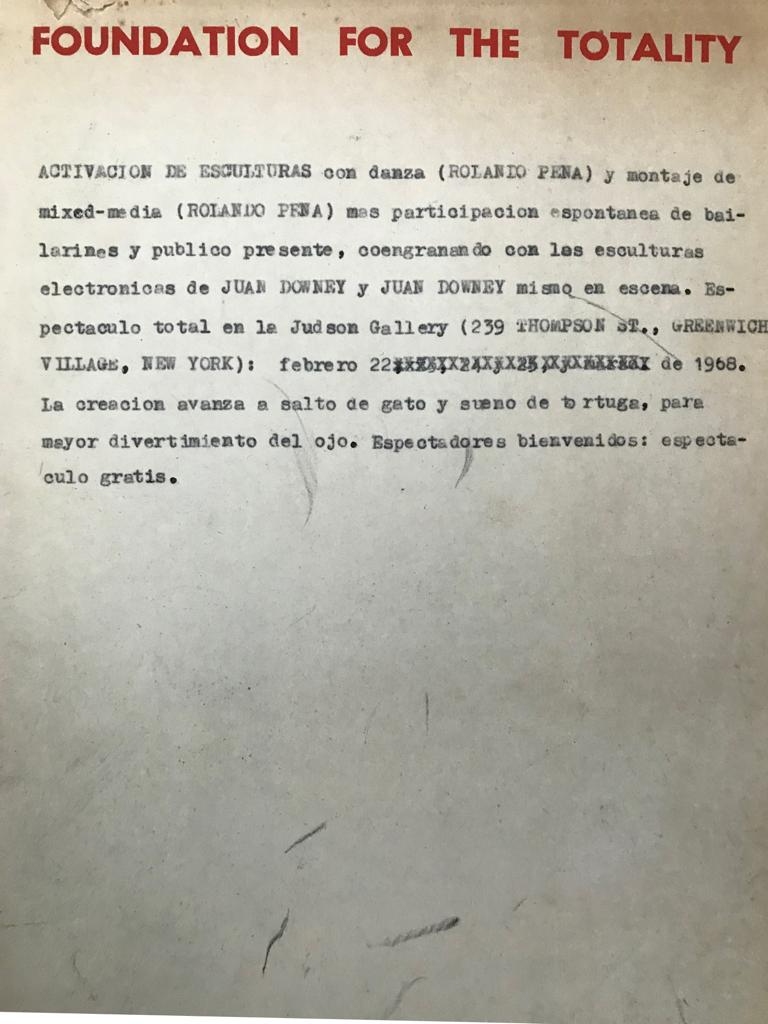 FOUNDATION FOR THE TOTALITY
ACTIVACION DE ESCULTURAS con danza (ROLANDO PENA) y montaje de
mixed-media (ROLANDO PENA) mas participacion espontanea de bai-
larines y publico presente, coengranando con las esculturas
electronicas de JUAN DOWNEY y JUAN DOWNEY mismo en escena. Es-
pectaculo total en la Judson Gallery (239 THOMPSON ST., GREENWICH
VILLAGE, NEW YORK): febrero 22 de 1968.
La creacion avanza a salto de gato y sueno de tortuga, para
mayor divertimiento del ojo. Espectadores bienvenidos: especta-
culo gratis.